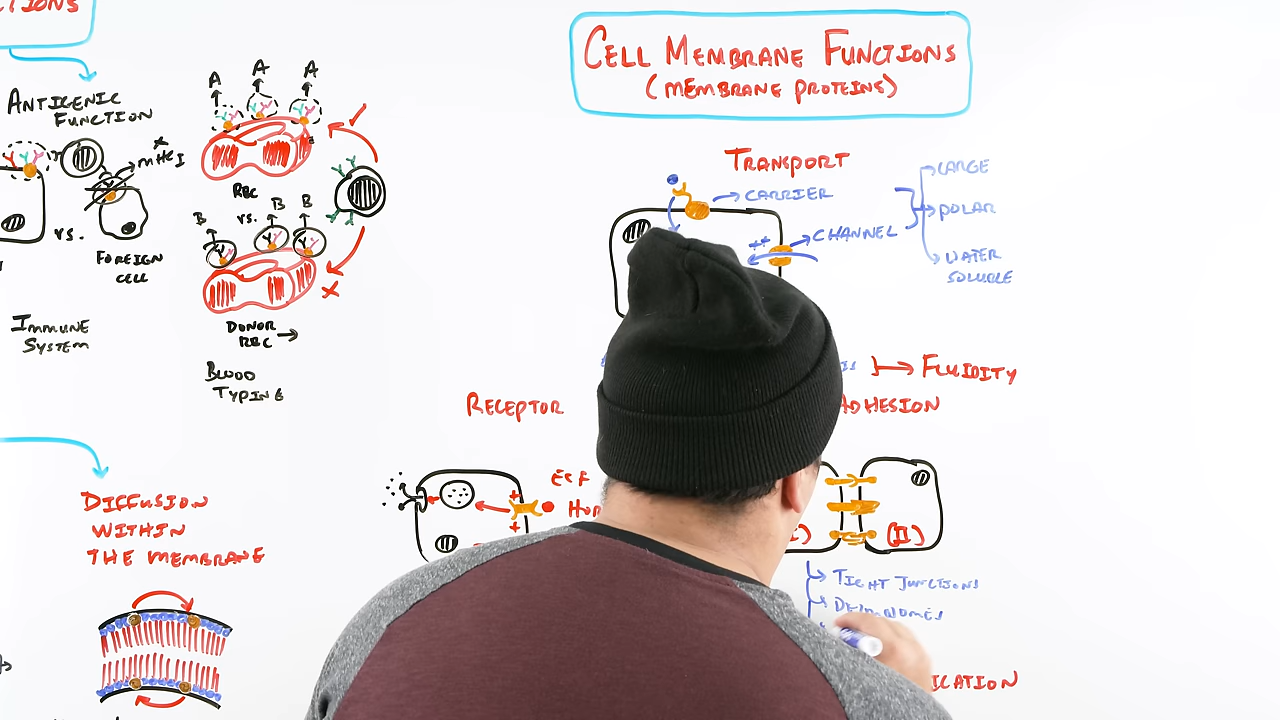 CELL MEMBRANE FUNCTIONS
(MEMBRANE PROTEINS)
ANTIGENIC
FUNCTION
A A A
MHC I
X
RBC
VS.
B B B
VS.
FOREIGN
CELL
DONOR
RBC
IMMUNE
SYSTEM
BLOOD
TYPING
DIFFUSION
WITHIN
THE MEMBRANE
TRANSPORT
CARRIER
CHANNEL
++
LARGE
POLAR
WATER
SOLUBLE
FLUIDITY
RECEPTOR
ADHESION
ECF
+
+
(II)
TIGHT JUNCTIONS